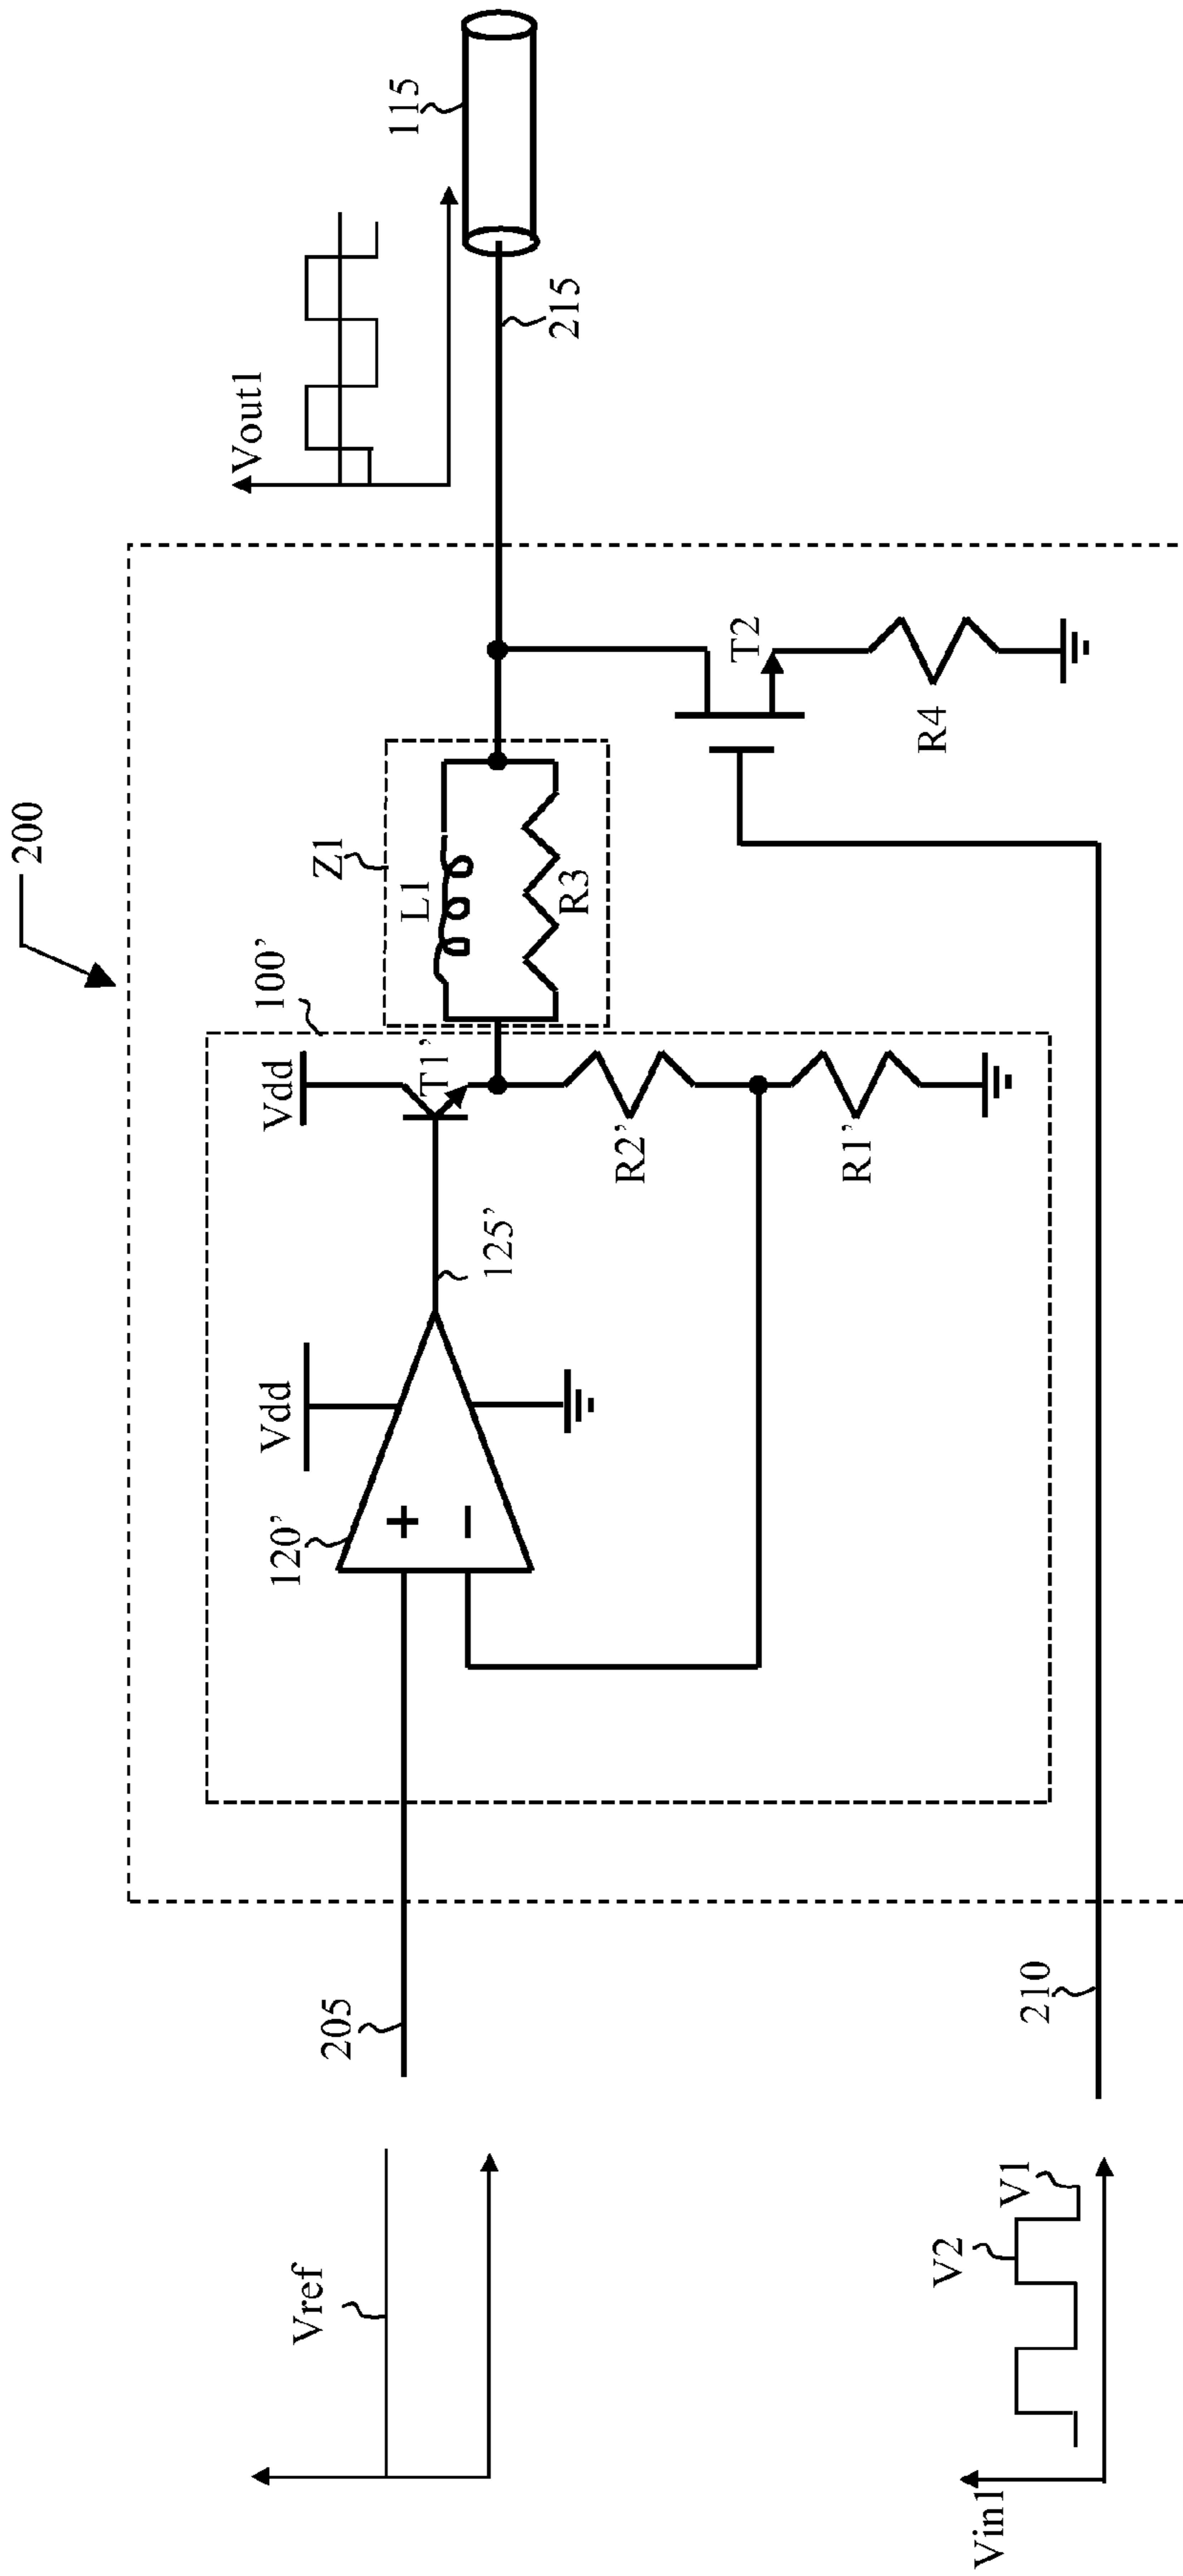 200
100’
Z1
L1
R3
Vdd
T1’
R2’
R1’
Vdd
120’
+
−
125’
205
210
T2
R4
Vout1
215
115
Vref
Vin1
V2
V1